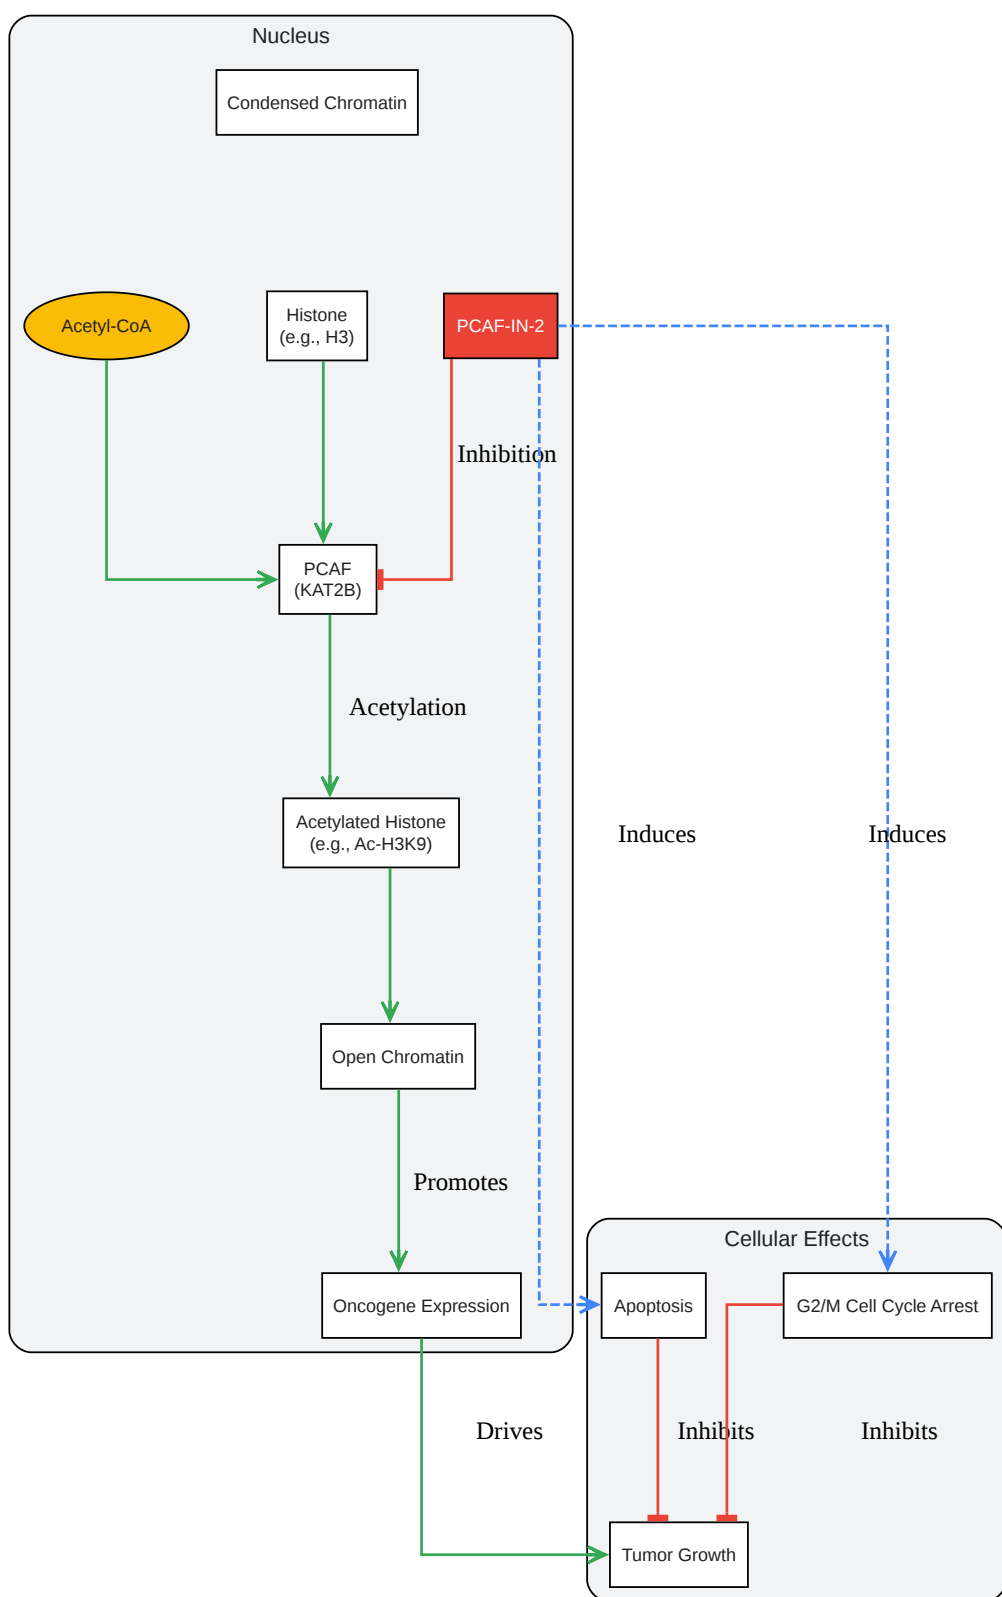 Nucleus
Condensed Chromatin
Acetyl-CoA
Histone
(e.g., H3)
PCAF-IN-2
Inhibition
PCAF
(KAT2B)
Acetylation
Acetylated Histone
(e.g., Ac-H3K9)
Induces
Induces
Open Chromatin
Promotes
Cellular Effects
Oncogene Expression
Apoptosis
G2/M Cell Cycle Arrest
Drives
Inhibits
Inhibits
Tumor Growth